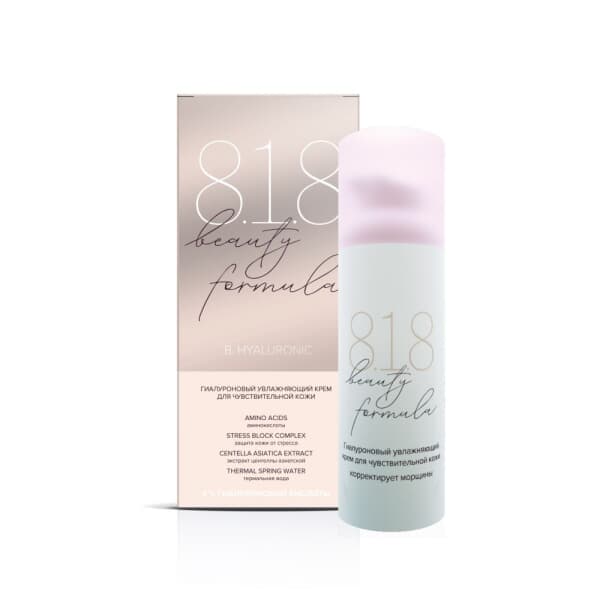 8.1.8
beauty
formula
B. HYALURONIC
ГИАЛУРОНОВЫЙ УВЛАЖНЯЮЩИЙ КРЕМ
ДЛЯ ЧУВСТВИТЕЛЬНОЙ КОЖИ
AMINO ACIDS
аминокислоты
STRESS BLOCK COMPLEX
защита кожи от стресса
CENTELLA ASIATICA EXTRACT
экстракт центеллы азиатской
THERMAL SPRING WATER
термальная вода
ГИАЛУРОНОВОЙ КИСЛОТЫ
8.1.8
beauty
formula
Гиалуроновый увлажняющий
крем для чувствительной кожи
корректирует морщины